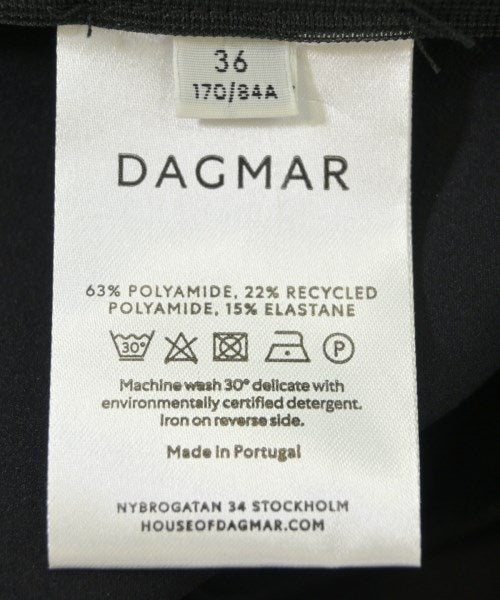 36
170/84A
DAGMAR
63% POLYAMIDE, 22% RECYCLED
POLYAMIDE, 15% ELASTANE
30°
P
Machine wash 30° delicate with
environmentally certified detergent.
Iron on reverse side.
Made in Portugal
NYBROGATAN 34 STOCKHOLM
HOUSEOFDAGMAR.COM